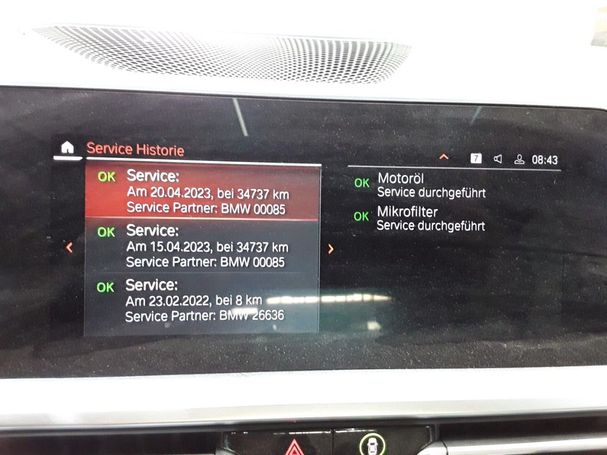 Service Historie
7
08:43
OK Service:
Am 20.04.2023, bei 34737 km
Service Partner: BMW 00085
OK Service:
Am 15.04.2023, bei 34737 km
Service Partner: BMW 00085
OK Service:
Am 23.02.2022, bei 8 km
Service Partner: BMW 26636
OK Motoröl
Service durchgeführt
OK Mikrofilter
Service durchgeführt